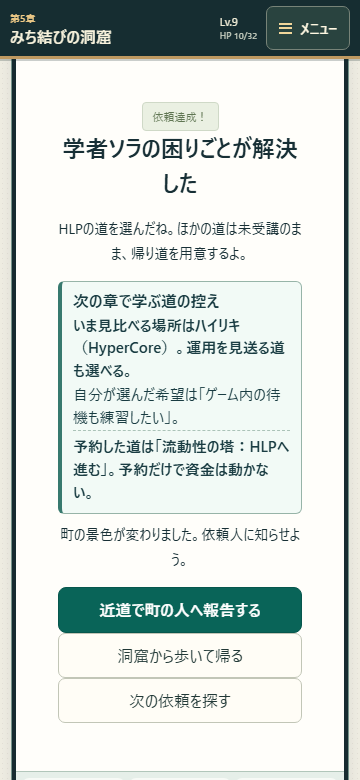 第5章
みち結びの洞窟
Lv.9
HP 10/32
☰ メニュー
依頼達成！
学者ソラの困りごとが解決
した
HLPの道を選んだね。ほかの道は未受講のま
ま、帰り道を用意するよ。
次の章で学ぶ道の控え
いま見比べる場所はハイリキ
（HyperCore）。運用を見送る道
も選べる。
自分が選んだ希望は「ゲーム内の待
機も練習したい」。
予約した道は「流動性の塔：HLPへ
進む」。予約だけで資金は動かな
い。
町の景色が変わりました。依頼人に知らせよ
う。
近道で町の人へ報告する
洞窟から歩いて帰る
次の依頼を探す